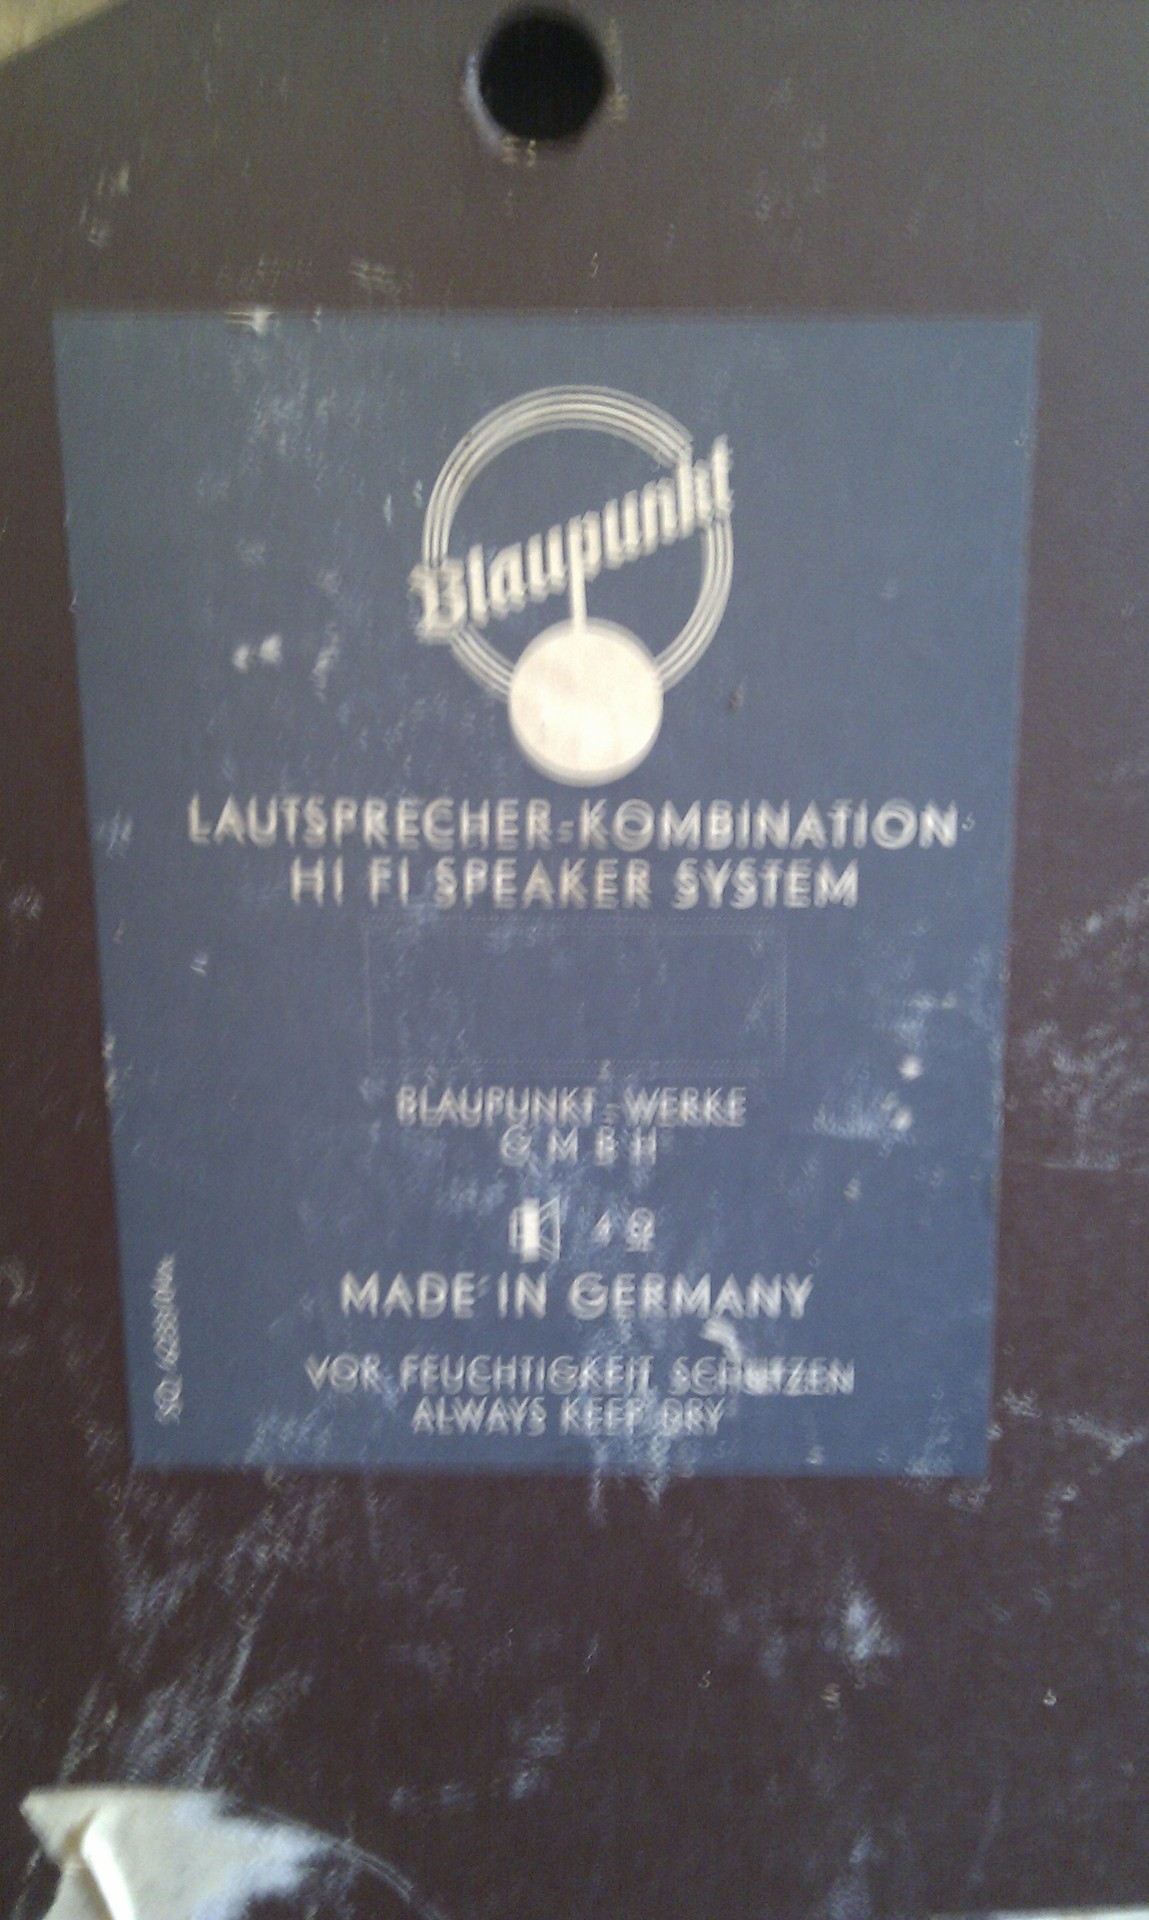 Blaupunkt
LAUTSPRECHER-KOMBINATION
HI FI SPEAKER SYSTEM
BLAUPUNKT-WERKE
GMBH
4 Ω
MADE IN GERMANY
VOR FEUCHTIGKEIT SCHÜTZEN
ALWAYS KEEP DRY